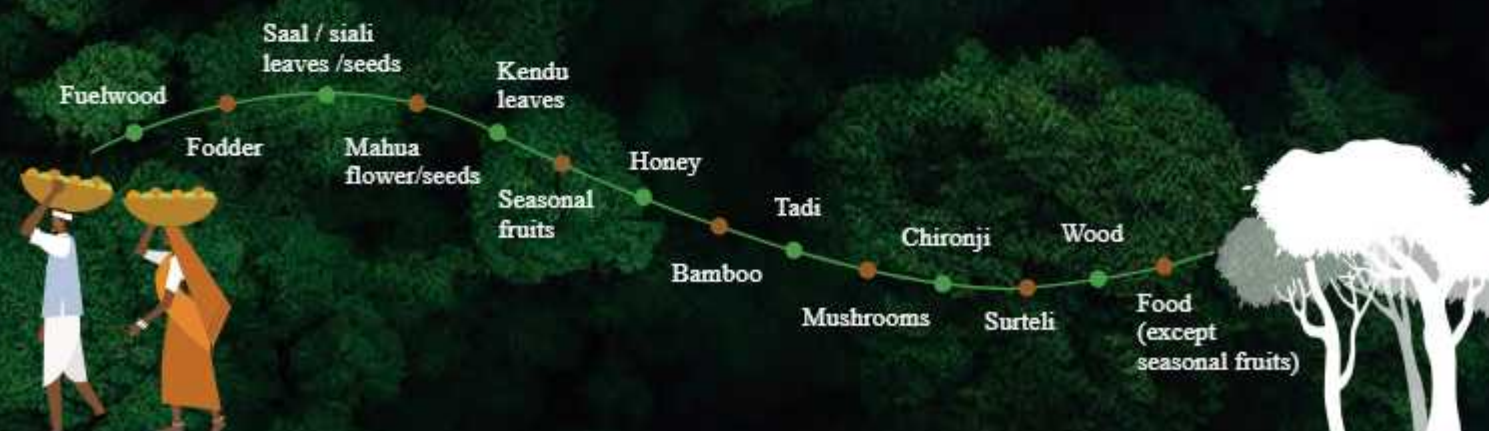 Fuelwood
Fodder
Saal / siali
leaves /seeds
Mahua
flower/seeds
Kendu
leaves
Seasonal
fruits
Honey
Bamboo
Tadi
Mushrooms
Chironji
Surteli
Wood
Food
(except
seasonal fruits)